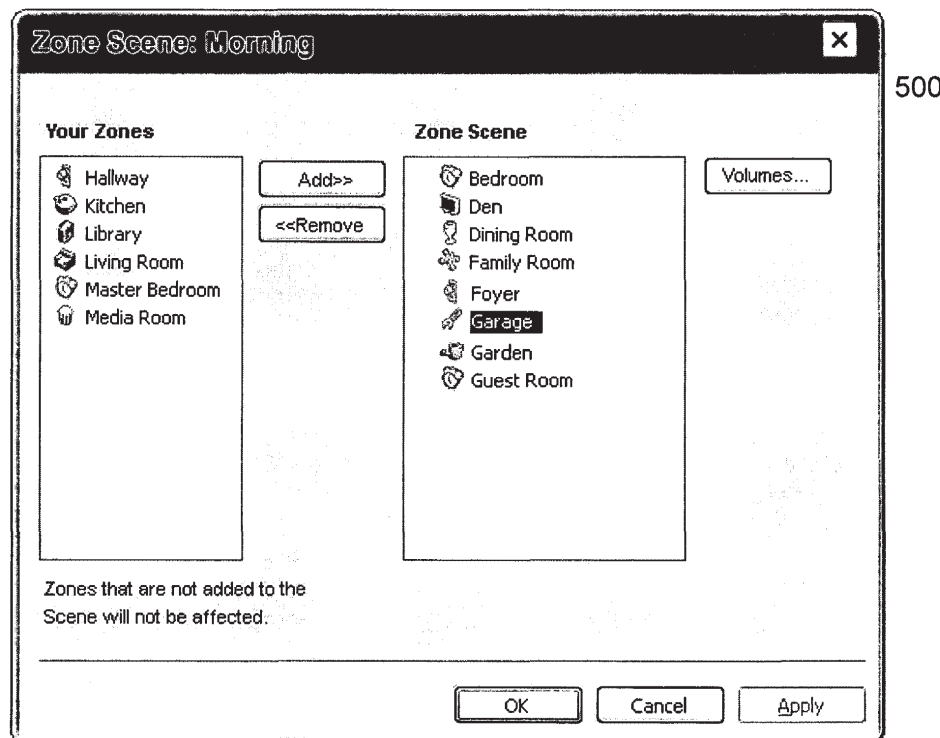 Zone Scene: Morning
500
Your Zones
Hallway
Kitchen
Library
Living Room
Master Bedroom
Media Room
Add>>
<<Remove
Zone Scene
Bedroom
Den
Dining Room
Family Room
Foyer
Garage
Garden
Guest Room
Volumes...
Zones that are not added to the
Scene will not be affected.
OK
Cancel
Apply